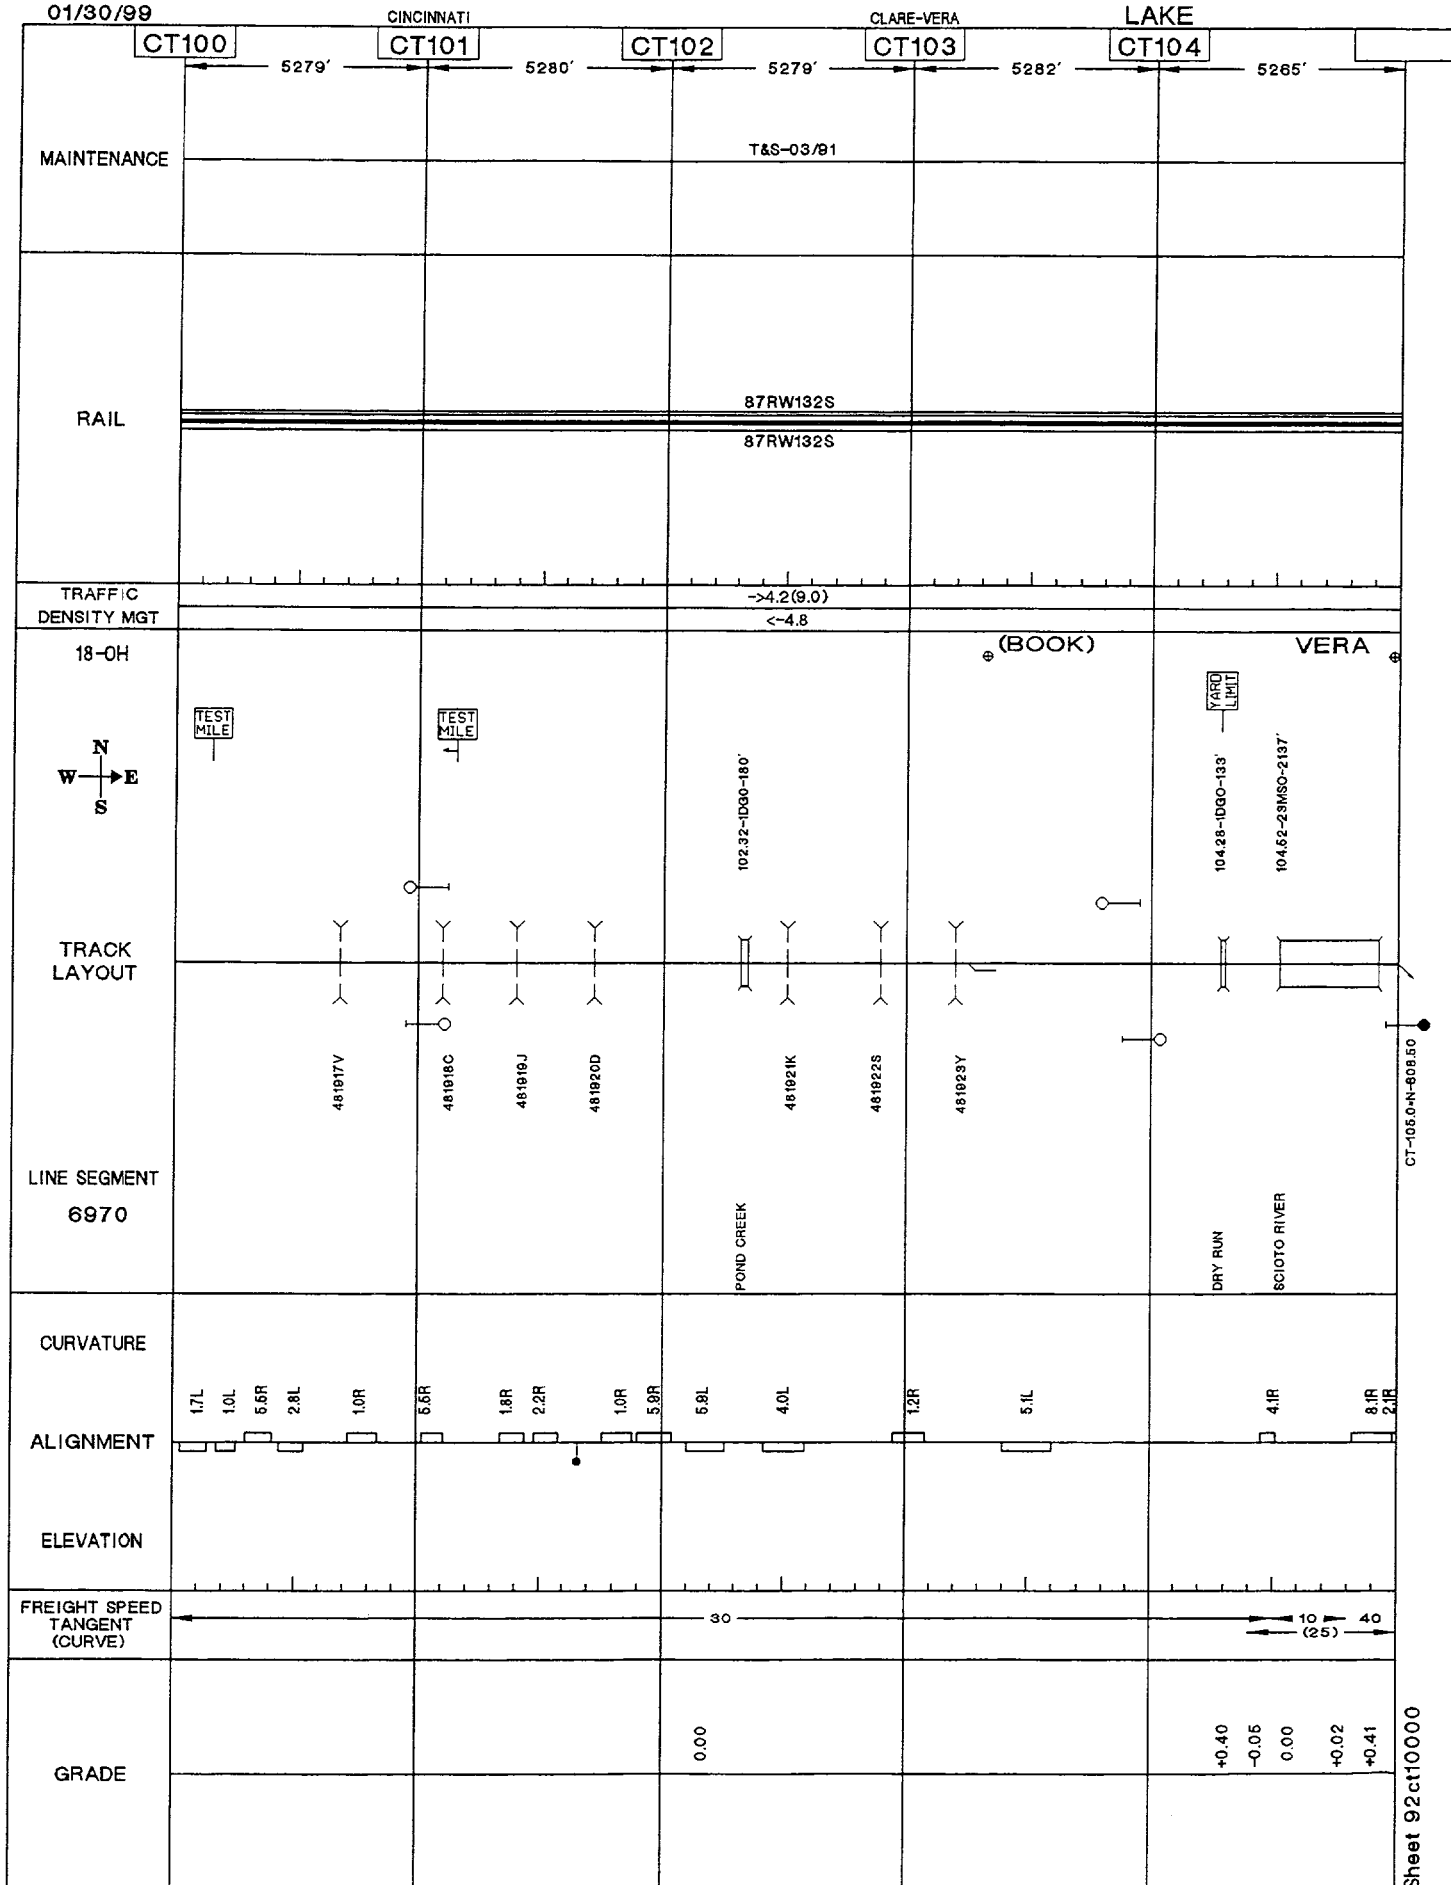 01/30/99
CINCINNATI
CLARE-VERA
LAKE
CT100
CT101
CT102
CT103
CT104
5279'
5280'
5279'
5282'
5265'
MAINTENANCE
T&S-03/91
RAIL
87RW132S
87RW132S
TRAFFIC
DENSITY MGT
->4.2(9.0)
<-4.8
18-OH
(BOOK)
VERA
TEST
MILE
TEST
MILE
YARD
LIMIT
N
W
E
S
102.32-1DGO-180'
104.28-1DGO-133'
104.52-23MSO-2137'
TRACK
LAYOUT
481917V
481918C
481919J
481920D
481921K
481922S
481923Y
CT-105.0=N-608.50
LINE SEGMENT
6970
POND CREEK
DRY RUN
SCIOTO RIVER
CURVATURE
1.7L
1.0L
5.5R
2.8L
1.0R
5.5R
1.8R
2.2R
1.0R
5.9R
5.9L
4.0L
1.2R
5.1L
4.1R
8.1R
2.1R
ALIGNMENT
ELEVATION
FREIGHT SPEED
TANGENT
(CURVE)
30
10
40
(25)
GRADE
0.00
+0.40
-0.05
0.00
+0.02
+0.41
Sheet 92ct10000